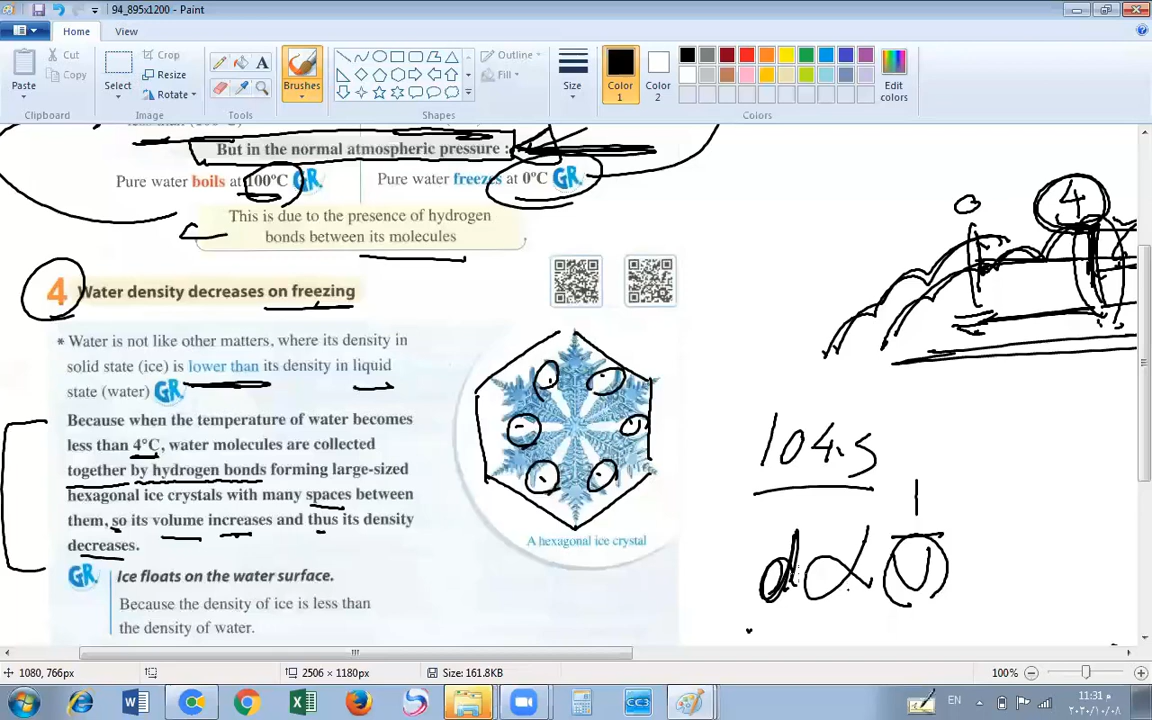 94_895x1200 - Paint
Home View
Paste
Cut
Copy
Clipboard
Select
Crop
Resize
Rotate
Image
A
Tools
Brushes
Outline
Fill
Shapes
Size
Color 1
Color 2
Edit colors
Colors
But in the normal atmospheric pressure :
Pure water boils at 100°C GR.
Pure water freezes at 0°C GR.
This is due to the presence of hydrogen
bonds between its molecules
4 Water density decreases on freezing
* Water is not like other matters, where its density in
solid state (ice) is lower than its density in liquid
state (water) GR.
Because when the temperature of water becomes
less than 4°C, water molecules are collected
together by hydrogen bonds forming large-sized
hexagonal ice crystals with many spaces between
them, so its volume increases and thus its density
decreases.
A hexagonal ice crystal
GR. Ice floats on the water surface.
Because the density of ice is less than
the density of water.
4
104.5
d α 1
1080, 766px
2506 × 1180px
Size: 161.8KB
100%
EN
11:31 م
٢٠٢٠/١٠/٠٨